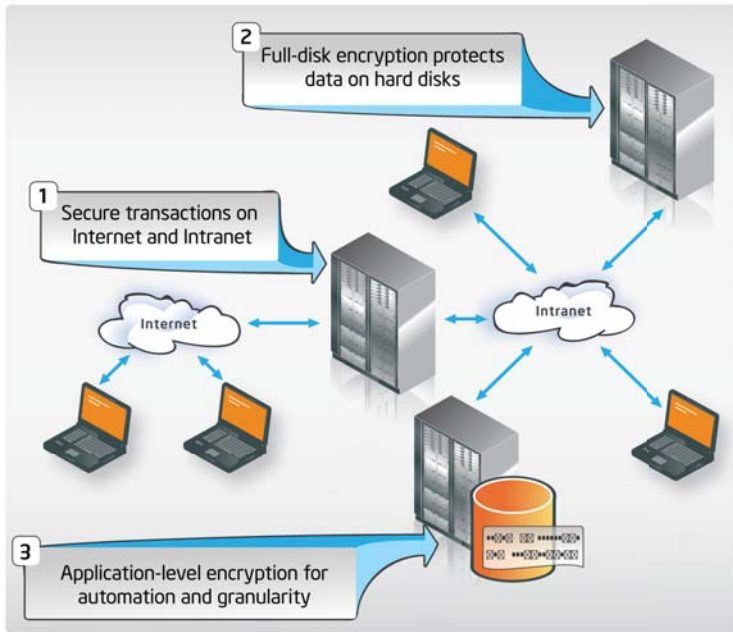 2
Full-disk encryption protects
data on hard disks
1
Secure transactions on
Internet and Intranet
Internet
Intranet
3
Application-level encryption for
automation and granularity